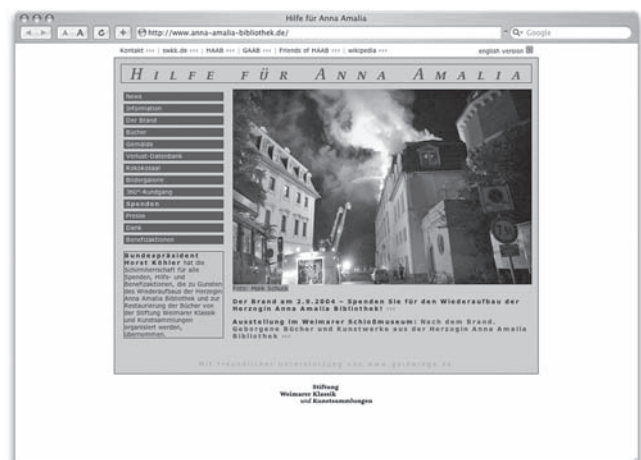 Hilfe für Anna Amalia
A
A
http://www.anna-amalia-bibliothek.de/
Google
Kontakt ››› | swkk.de ››› | HAAB ››› | GAAB ››› | Friends of HAAB ››› | wikipedia ›››
english version
HILFE FÜR ANNA AMALIA
News
Information
Der Brand
Bücher
Gemälde
Verlust-Datenbank
Rokokosaal
Bildergalerie
360°-Rundgang
Spenden
Presse
Dank
Benefizaktionen
Bundespräsident
Horst Köhler hat die
Schirmherrschaft für alle
Spenden, Hilfs- und
Benefizaktionen, die zu Gunsten
des Wiederaufbaus der Herzogin
Anna Amalia Bibliothek und zur
Restaurierung der Bücher von
der Stiftung Weimarer Klassik
und Kunstsammlungen
organisiert werden,
übernommen.
Foto: Maik Schuck
Der Brand am 2.9.2004 – Spenden Sie für den Wiederaufbau der
Herzogin Anna Amalia Bibliothek! ›››
Ausstellung im Weimarer Schloßmuseum: Nach dem Brand.
Geborgene Bücher und Kunstwerke aus der Herzogin Anna Amalia
Bibliothek ›››
Mit freundlicher Unterstützung von
Stiftung
Weimarer Klassik
und Kunstsammlungen